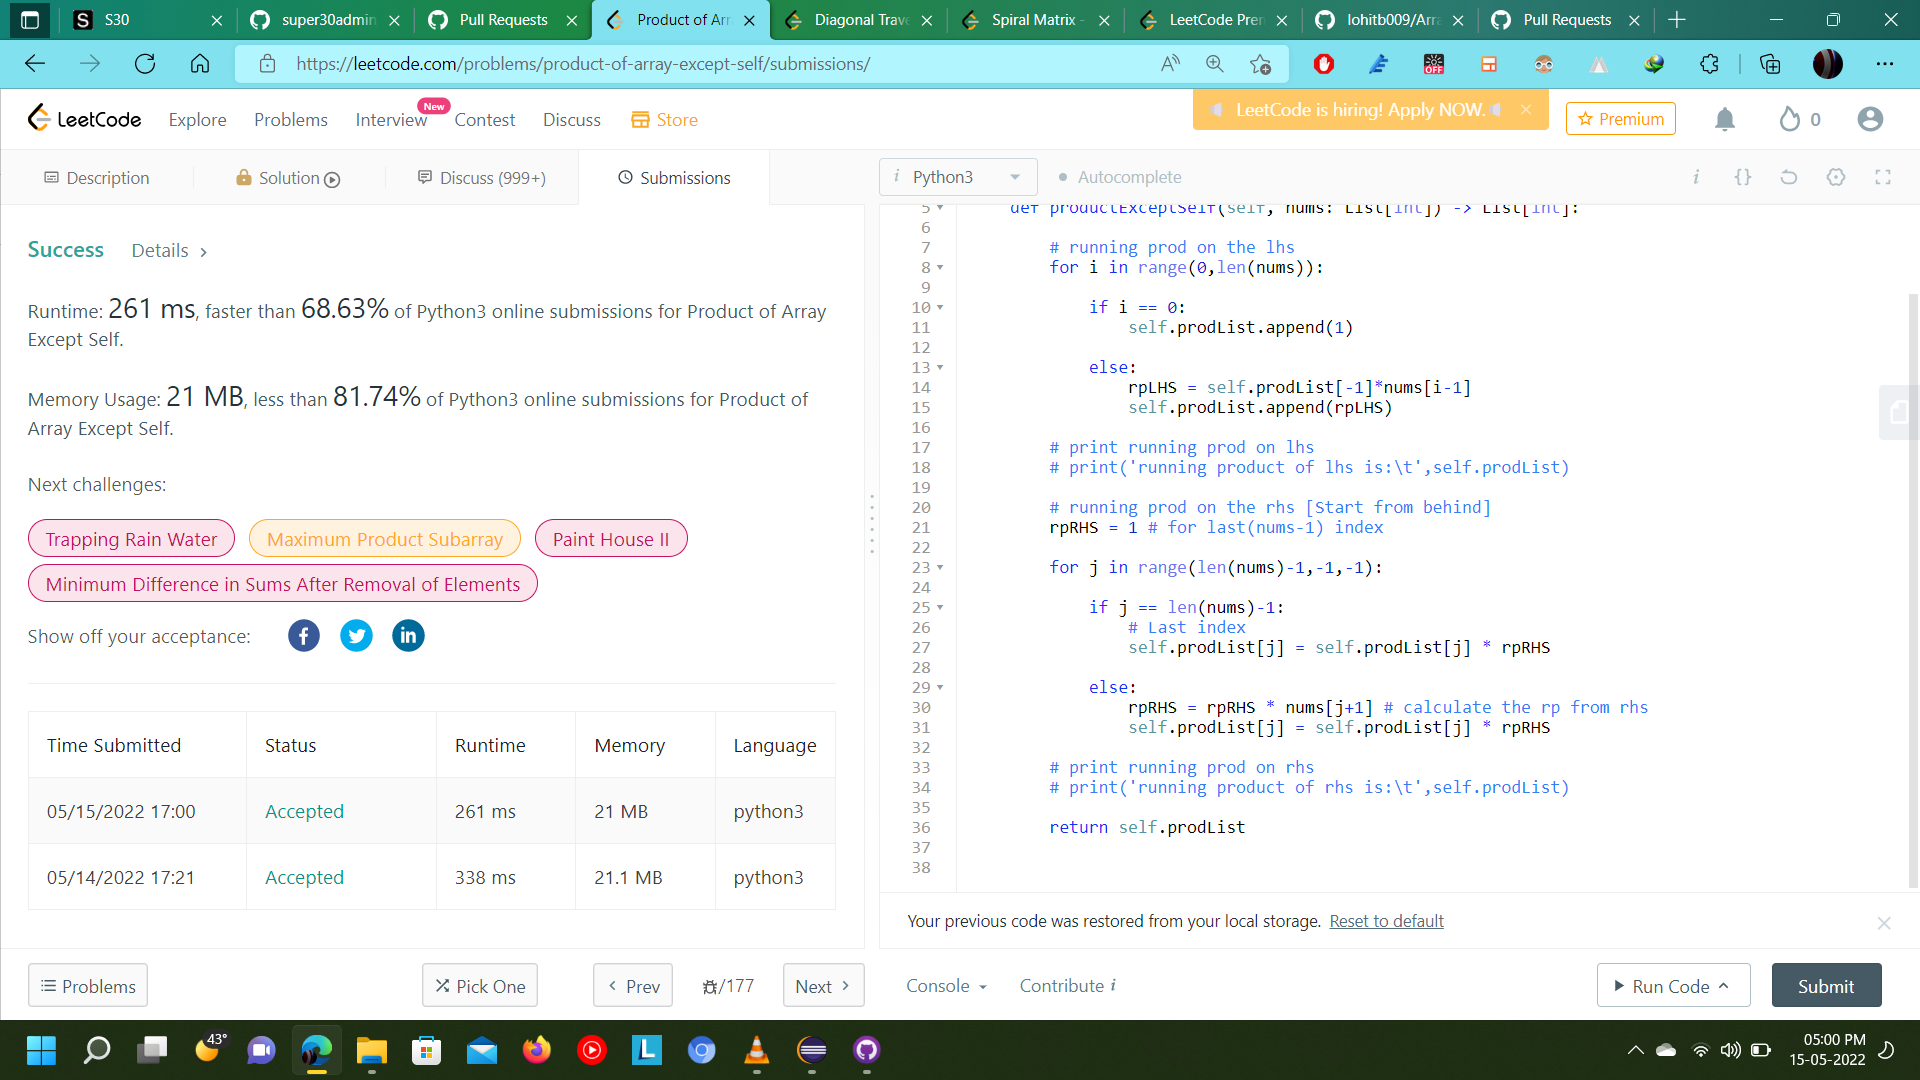 S30
super30admin
Pull Requests
Product of Arr
Diagonal Trave
Spiral Matrix -
LeetCode Prer
lohitb009/Arra
Pull Requests
https://leetcode.com/problems/product-of-array-except-self/submissions/
OFF
LeetCode
Explore
Problems
Interview
New
Contest
Discuss
Store
LeetCode is hiring! Apply NOW.
Premium
0
Description
Solution
Discuss (999+)
Submissions
i Python3
Autocomplete
i
{}
Success
Details
Runtime: 261 ms, faster than 68.63% of Python3 online submissions for Product of Array
Except Self.
Memory Usage: 21 MB, less than 81.74% of Python3 online submissions for Product of
Array Except Self.
Next challenges:
Trapping Rain Water
Maximum Product Subarray
Paint House II
Minimum Difference in Sums After Removal of Elements
Show off your acceptance:
Time Submitted Status Runtime Memory Language
05/15/2022 17:00 Accepted 261 ms 21 MB python3
05/14/2022 17:21 Accepted 338 ms 21.1 MB python3
5 def productExceptSelf(self, nums: List[int]) -> List[int]:
6
7 # running prod on the lhs
8 for i in range(0,len(nums)):
9
10 if i == 0:
11 self.prodList.append(1)
12
13 else:
14 rpLHS = self.prodList[-1]*nums[i-1]
15 self.prodList.append(rpLHS)
16
17 # print running prod on lhs
18 # print('running product of lhs is:\t',self.prodList)
19
20 # running prod on the rhs [Start from behind]
21 rpRHS = 1 # for last(nums-1) index
22
23 for j in range(len(nums)-1,-1,-1):
24
25 if j == len(nums)-1:
26 # Last index
27 self.prodList[j] = self.prodList[j] * rpRHS
28
29 else:
30 rpRHS = rpRHS * nums[j+1] # calculate the rp from rhs
31 self.prodList[j] = self.prodList[j] * rpRHS
32
33 # print running prod on rhs
34 # print('running product of rhs is:\t',self.prodList)
35
36 return self.prodList
37
38
Your previous code was restored from your local storage. Reset to default
Problems
Pick One
Prev
/177
Next
Console
Contribute i
Run Code
Submit
43°
L
05:00 PM
15-05-2022